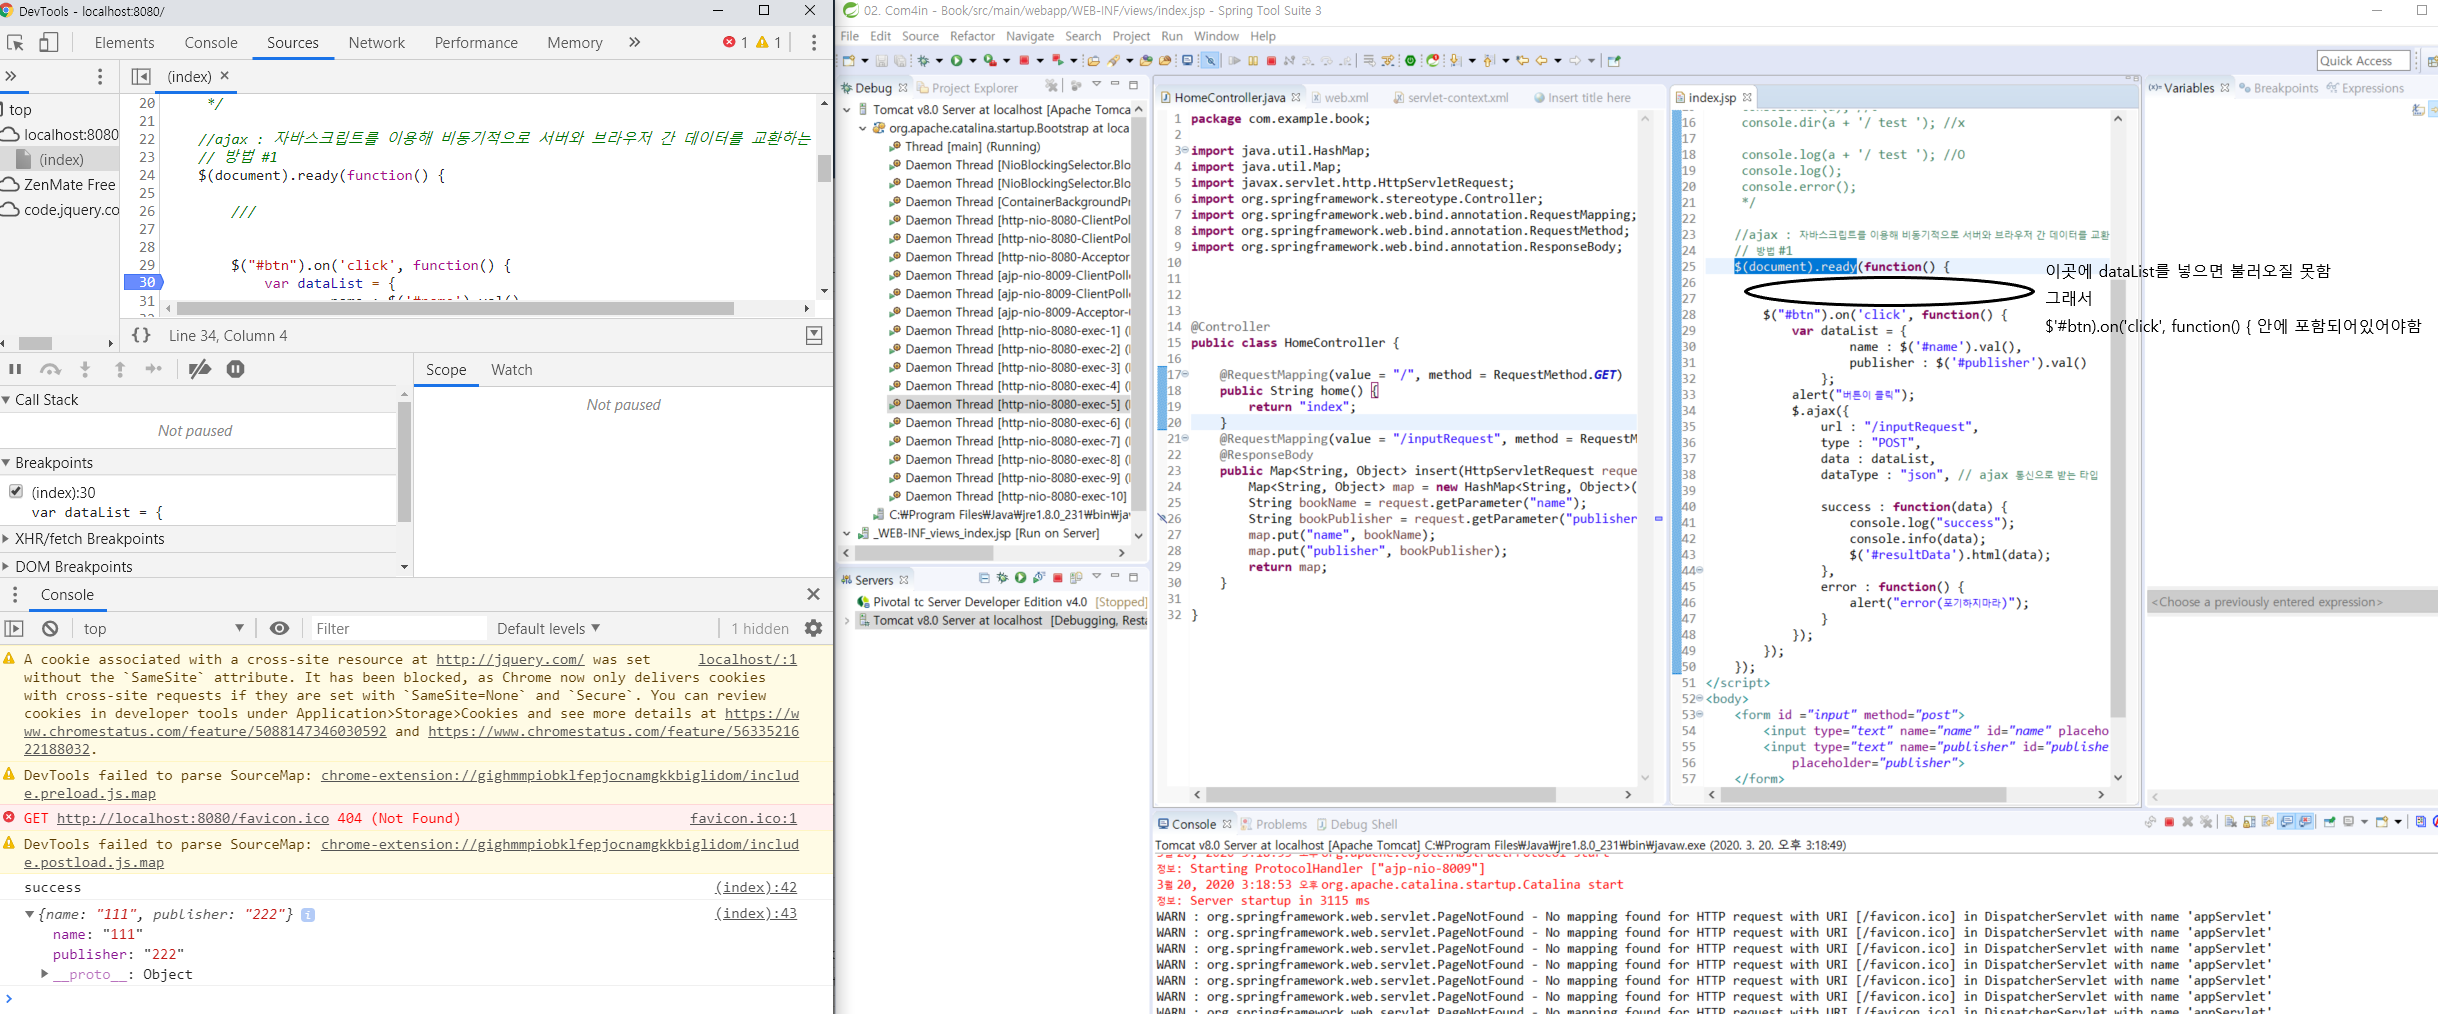 DevTools - localhost:8080/
Elements Console Sources Network Performance Memory » 1 1
» (index) ×
top
localhost:8080
(index)
ZenMate Free
code.jquery.co
20 */
21
22 //ajax : 자바스크립트를 이용해 비동기적으로 서버와 브라우저 간 데이터를 교환하는
23 // 방법 #1
24 $(document).ready(function() {
25
26 ///
27
28
29 $("#btn").on('click', function() {
30 var dataList = {
31
{} Line 34, Column 4
Scope Watch
Call Stack
Not paused
Not paused
Breakpoints
(index):30
var dataList = {
XHR/fetch Breakpoints
DOM Breakpoints
Console
top Filter Default levels 1 hidden
A cookie associated with a cross-site resource at http://jquery.com/ was set localhost/:1
without the `SameSite` attribute. It has been blocked, as Chrome now only delivers cookies
with cross-site requests if they are set with `SameSite=None` and `Secure`. You can review
cookies in developer tools under Application>Storage>Cookies and see more details at https://w
ww.chromestatus.com/feature/5088147346030592 and https://www.chromestatus.com/feature/56335216
22188032.
DevTools failed to parse SourceMap: chrome-extension://gighmmpiobklfepjocnamgkkbiglidom/includ
e.preload.js.map
GET http://localhost:8080/favicon.ico 404 (Not Found) favicon.ico:1
DevTools failed to parse SourceMap: chrome-extension://gighmmpiobklfepjocnamgkkbiglidom/includ
e.postload.js.map
success (index):42
{name: "111", publisher: "222"} i (index):43
name: "111"
publisher: "222"
__proto__: Object
02. Com4in - Book/src/main/webapp/WEB-INF/views/index.jsp - Spring Tool Suite 3
File Edit Source Refactor Navigate Search Project Run Window Help
Quick Access
Debug Project Explorer
Tomcat v8.0 Server at localhost [Apache Tomca
org.apache.catalina.startup.Bootstrap at loca
Thread [main] (Running)
Daemon Thread [NioBlockingSelector.Blo
Daemon Thread [NioBlockingSelector.Blo
Daemon Thread [ContainerBackgroundPr
Daemon Thread [http-nio-8080-ClientPoll
Daemon Thread [http-nio-8080-ClientPoll
Daemon Thread [http-nio-8080-Acceptor
Daemon Thread [ajp-nio-8009-ClientPolle
Daemon Thread [ajp-nio-8009-ClientPolle
Daemon Thread [ajp-nio-8009-Acceptor-
Daemon Thread [http-nio-8080-exec-1] (
Daemon Thread [http-nio-8080-exec-2] (
Daemon Thread [http-nio-8080-exec-3] (
Daemon Thread [http-nio-8080-exec-4] (
Daemon Thread [http-nio-8080-exec-5] (
Daemon Thread [http-nio-8080-exec-6] (
Daemon Thread [http-nio-8080-exec-7] (
Daemon Thread [http-nio-8080-exec-8] (
Daemon Thread [http-nio-8080-exec-9] (
Daemon Thread [http-nio-8080-exec-10]
C:₩Program Files₩Java₩jre1.8.0_231₩bin₩jav
_WEB-INF_views_index.jsp [Run on Server]
Servers
Pivotal tc Server Developer Edition v4.0 [Stopped]
Tomcat v8.0 Server at localhost [Debugging, Resta
HomeController.java web.xml servlet-context.xml Insert title here
1 package com.example.book;
2
3 import java.util.HashMap;
4 import java.util.Map;
5 import javax.servlet.http.HttpServletRequest;
6 import org.springframework.stereotype.Controller;
7 import org.springframework.web.bind.annotation.RequestMapping;
8 import org.springframework.web.bind.annotation.RequestMethod;
9 import org.springframework.web.bind.annotation.ResponseBody;
10
11
12
13
14 @Controller
15 public class HomeController {
16
17 @RequestMapping(value = "/", method = RequestMethod.GET)
18 public String home() {
19 return "index";
20 }
21 @RequestMapping(value = "/inputRequest", method = RequestM
22 @ResponseBody
23 public Map<String, Object> insert(HttpServletRequest reque
24 Map<String, Object> map = new HashMap<String, Object>(
25 String bookName = request.getParameter("name");
26 String bookPublisher = request.getParameter("publisher
27 map.put("name", bookName);
28 map.put("publisher", bookPublisher);
29 return map;
30 }
31
32 }
index.jsp
16 console.dir(a + '/ test '); //x
17
18 console.log(a + '/ test '); //O
19 console.log();
20 console.error();
21 */
22
23 //ajax : 자바스크립트를 이용해 비동기적으로 서버와 브라우저 간 데이터를 교환
24 // 방법 #1
25 $(document).ready(function() {
26
27
28 $("#btn").on('click', function() {
29 var dataList = {
30 name : $('#name').val(),
31 publisher : $('#publisher').val()
32 };
33 alert("버튼이 클릭");
34 $.ajax({
35 url : "/inputRequest",
36 type : "POST",
37 data : dataList,
38 dataType : "json", // ajax 통신으로 받는 타입
39
40 success : function(data) {
41 console.log("success");
42 console.info(data);
43 $('#resultData').html(data);
44 },
45 error : function() {
46 alert("error(포기하지마라)");
47 }
48 });
49 });
50 });
51 </script>
52 <body>
53 <form id ="input" method="post">
54 <input type="text" name="name" id="name" placeho
55 <input type="text" name="publisher" id="publishe
56 placeholder="publisher">
57 </form>
이곳에 dataList를 넣으면 불러오질 못함
그래서
$'#btn).on('click', function() { 안에 포함되어있어야함
Variables Breakpoints Expressions
<Choose a previously entered expression>
Console Problems Debug Shell
Tomcat v8.0 Server at localhost [Apache Tomcat] C:₩Program Files₩Java₩jre1.8.0_231₩bin₩javaw.exe (2020. 3. 20. 오후 3:18:49)
정보: Starting ProtocolHandler ["ajp-nio-8009"]
3월 20, 2020 3:18:53 오후 org.apache.catalina.startup.Catalina start
정보: Server startup in 3115 ms
WARN : org.springframework.web.servlet.PageNotFound - No mapping found for HTTP request with URI [/favicon.ico] in DispatcherServlet with name 'appServlet'
WARN : org.springframework.web.servlet.PageNotFound - No mapping found for HTTP request with URI [/favicon.ico] in DispatcherServlet with name 'appServlet'
WARN : org.springframework.web.servlet.PageNotFound - No mapping found for HTTP request with URI [/favicon.ico] in DispatcherServlet with name 'appServlet'
WARN : org.springframework.web.servlet.PageNotFound - No mapping found for HTTP request with URI [/favicon.ico] in DispatcherServlet with name 'appServlet'
WARN : org.springframework.web.servlet.PageNotFound - No mapping found for HTTP request with URI [/favicon.ico] in DispatcherServlet with name 'appServlet'
WARN : org.springframework.web.servlet.PageNotFound - No mapping found for HTTP request with URI [/favicon.ico] in DispatcherServlet with name 'appServlet'
WARN : org.springframework.web.servlet.PageNotFound - No mapping found for HTTP request with URI [/favicon.ico] in DispatcherServlet with name 'appServlet'